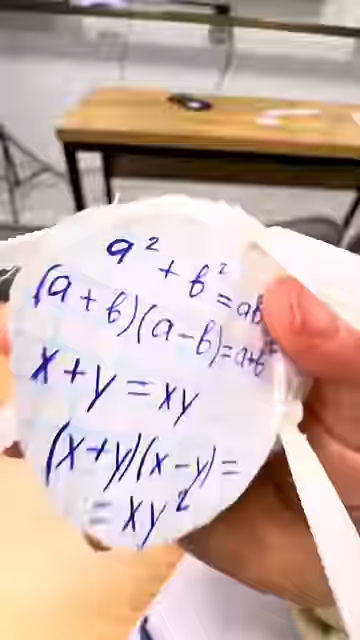 a² + b² = ab
(a + b)(a - b) = a+b²
x + y = xy
(x+y)(x-y) =
= xy²